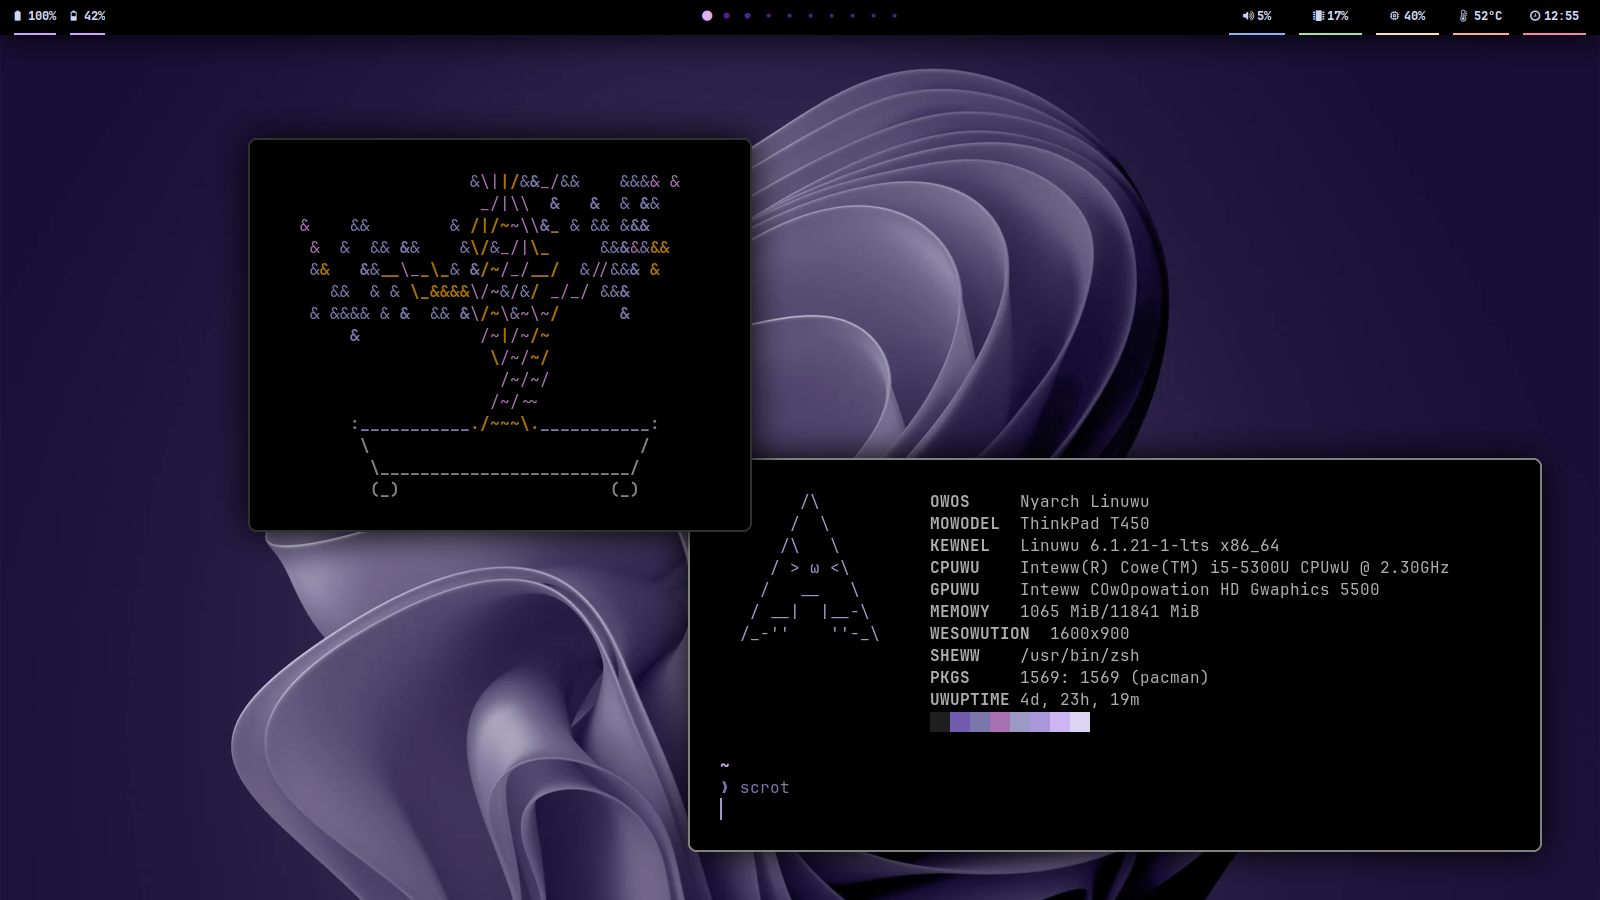 100% 42% 5% 17% 40% 52°C 12:55
&\||/&&_/&&    &&&& &
_/|\\  &   &  & &&
&    &&        & /|/~~\\&_ & && &&&
&  &  && &&    &\/&_/|\_     &&&&&&&
&&   &&__\__\_& &/~/_/__/  &//&&& &
&&  & & \_&&&&\/~&/&/ _/_/ &&&
& &&&& & &  && &\/~\&~\~/      &
&            /~|/~/~
\/~/~/
/~/~/
/~/~~
:___________./~~~\.___________:
\                           /
\_________________________/
(_)                     (_)
/\
/  \
/\   \
/ > ω <\
/   __   \
/ __|  |__-\
/_-''    ''-_\
OWOS Nyarch Linuwu
MOWODEL ThinkPad T450
KEWNEL Linuwu 6.1.21-1-lts x86_64
CPUWU Inteww(R) Cowe(TM) i5-5300U CPUwU @ 2.30GHz
GPUWU Inteww COwOpowation HD Gwaphics 5500
MEMOWY 1065 MiB/11841 MiB
WESOWUTION 1600x900
SHEWW /usr/bin/zsh
PKGS 1569: 1569 (pacman)
UWUPTIME 4d, 23h, 19m
~
❯ scrot